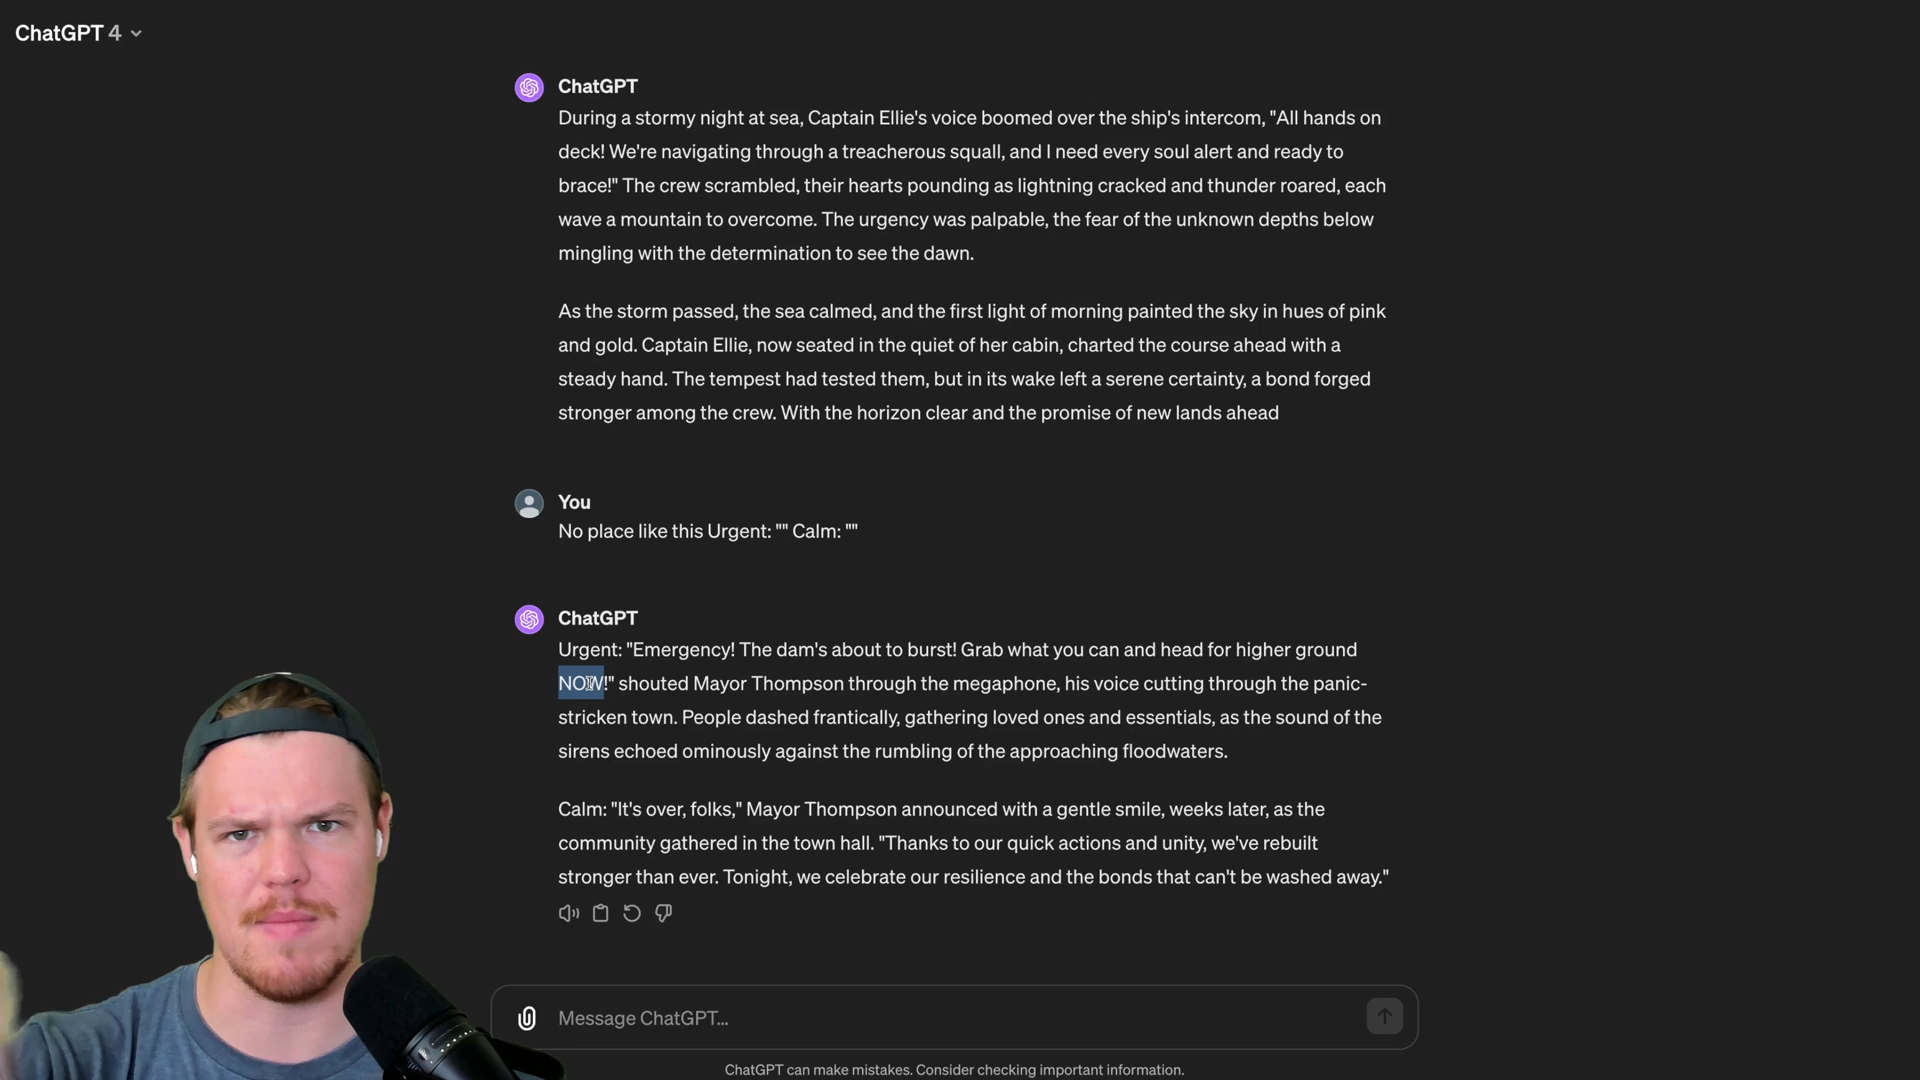 ChatGPT 4
ChatGPT
During a stormy night at sea, Captain Ellie's voice boomed over the ship's intercom, "All hands on
deck! We're navigating through a treacherous squall, and I need every soul alert and ready to
brace!" The crew scrambled, their hearts pounding as lightning cracked and thunder roared, each
wave a mountain to overcome. The urgency was palpable, the fear of the unknown depths below
mingling with the determination to see the dawn.
As the storm passed, the sea calmed, and the first light of morning painted the sky in hues of pink
and gold. Captain Ellie, now seated in the quiet of her cabin, charted the course ahead with a
steady hand. The tempest had tested them, but in its wake left a serene certainty, a bond forged
stronger among the crew. With the horizon clear and the promise of new lands ahead
You
No place like this Urgent: "" Calm: ""
ChatGPT
Urgent: "Emergency! The dam's about to burst! Grab what you can and head for higher ground
NOW!" shouted Mayor Thompson through the megaphone, his voice cutting through the panic-
stricken town. People dashed frantically, gathering loved ones and essentials, as the sound of the
sirens echoed ominously against the rumbling of the approaching floodwaters.
Calm: "It's over, folks," Mayor Thompson announced with a gentle smile, weeks later, as the
community gathered in the town hall. "Thanks to our quick actions and unity, we've rebuilt
stronger than ever. Tonight, we celebrate our resilience and the bonds that can't be washed away."
Message ChatGPT...
ChatGPT can make mistakes. Consider checking important information.